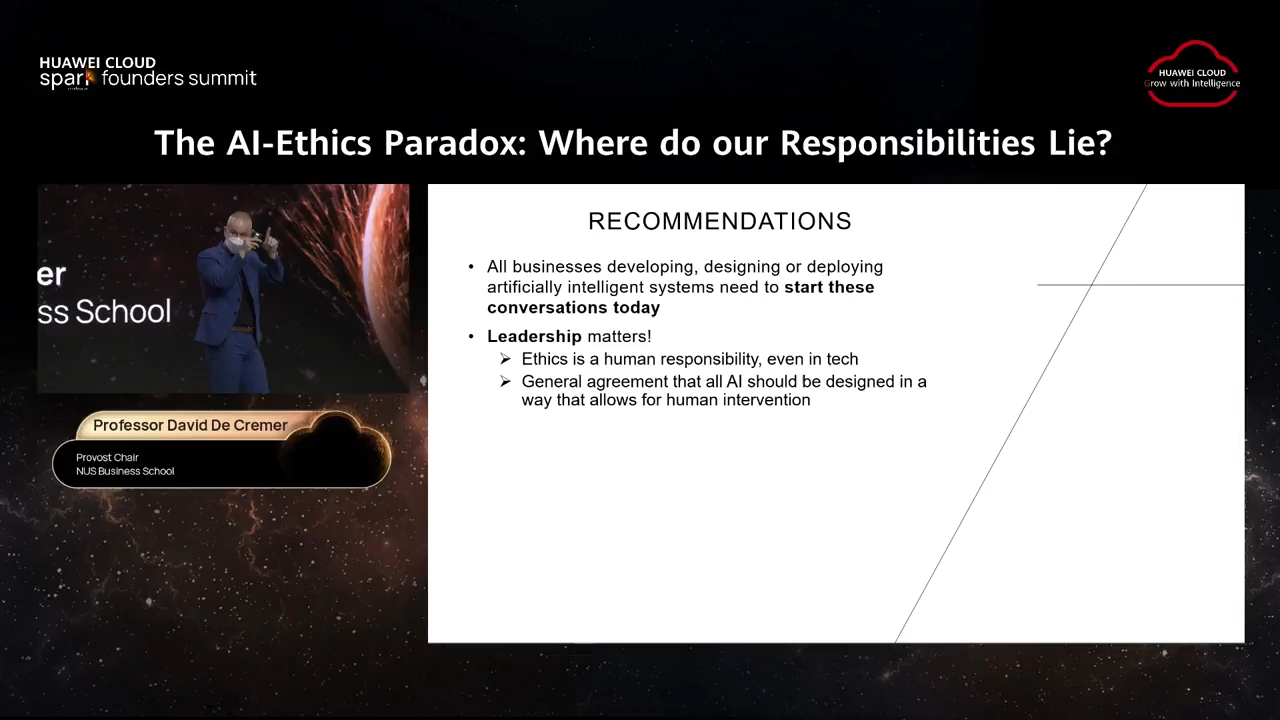 HUAWEI CLOUD
spark founders summit
HUAWEI CLOUD
Grow with Intelligence
The AI-Ethics Paradox: Where do our Responsibilities Lie?
er
ss School
Professor David De Cremer
Provost Chair
NUS Business School
RECOMMENDATIONS
• All businesses developing, designing or deploying
artificially intelligent systems need to start these
conversations today
• Leadership matters!
➢ Ethics is a human responsibility, even in tech
➢ General agreement that all AI should be designed in a
way that allows for human intervention